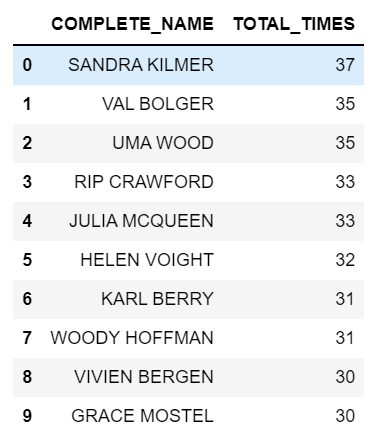 COMPLETE_NAME TOTAL_TIMES
0 SANDRA KILMER 37
1 VAL BOLGER 35
2 UMA WOOD 35
3 RIP CRAWFORD 33
4 JULIA MCQUEEN 33
5 HELEN VOIGHT 32
6 KARL BERRY 31
7 WOODY HOFFMAN 31
8 VIVIEN BERGEN 30
9 GRACE MOSTEL 30